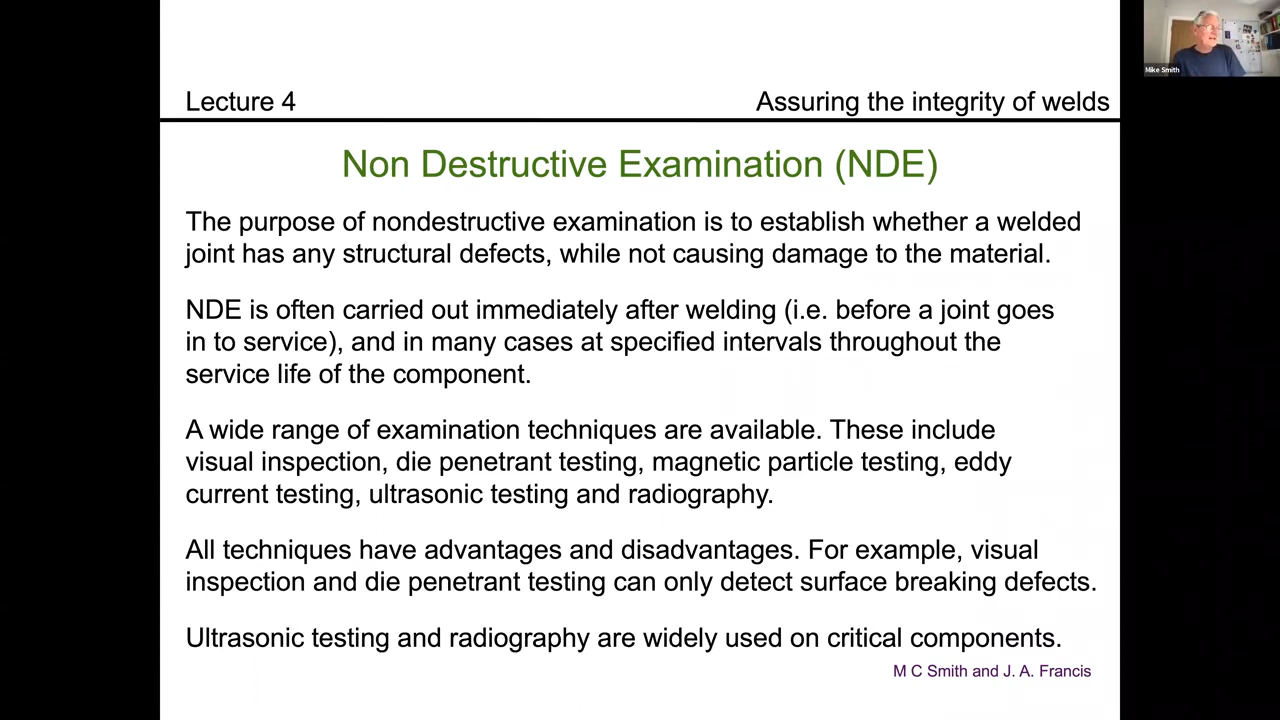 Mike Smith
Lecture 4
Assuring the integrity of welds
Non Destructive Examination (NDE)
The purpose of nondestructive examination is to establish whether a welded
joint has any structural defects, while not causing damage to the material.
NDE is often carried out immediately after welding (i.e. before a joint goes
in to service), and in many cases at specified intervals throughout the
service life of the component.
A wide range of examination techniques are available. These include
visual inspection, die penetrant testing, magnetic particle testing, eddy
current testing, ultrasonic testing and radiography.
All techniques have advantages and disadvantages. For example, visual
inspection and die penetrant testing can only detect surface breaking defects.
Ultrasonic testing and radiography are widely used on critical components.
M C Smith and J. A. Francis